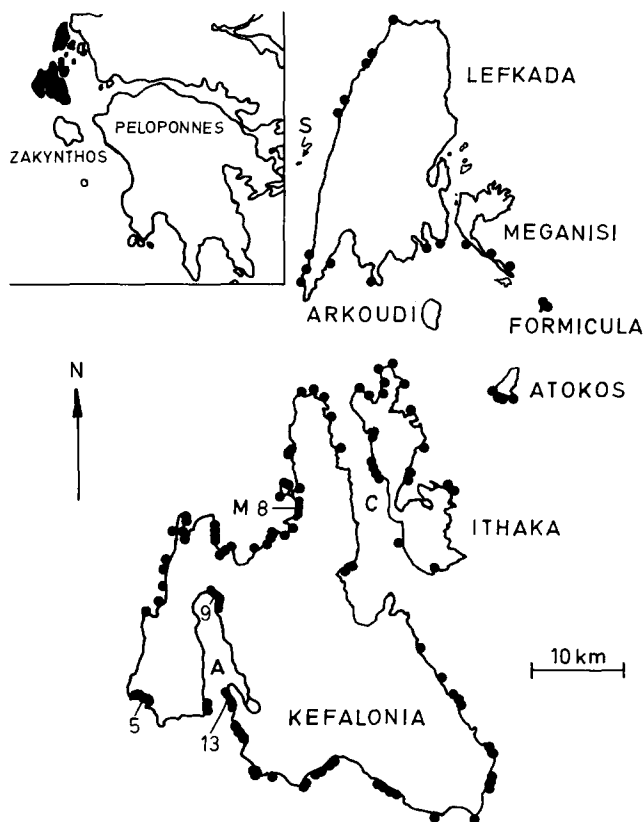 LEFKADA
S
PELOPONNES
ZAKYNTHOS
MEGANISI
ARKOUDI
FORMICULA
N
ATOKOS
M 8
C
ITHAKA
9
A
10 km
5
13
KEFALONIA